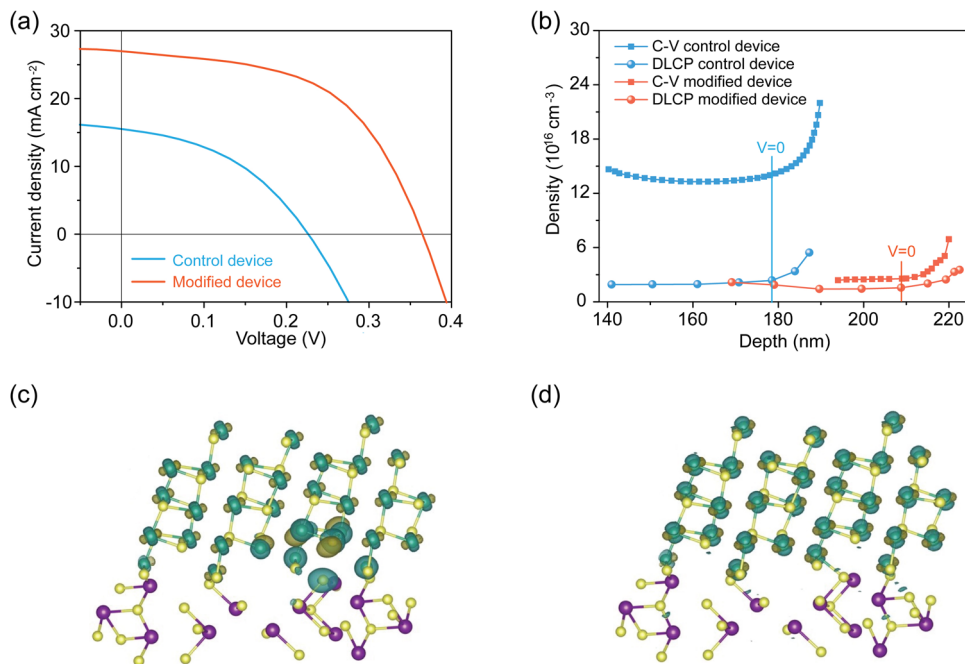 (a)
30
20
10
0
-10
0.0 0.1 0.2 0.3 0.4
Current density (mA cm⁻²)
Voltage (V)
Control device
Modified device
(b)
30
24
18
12
6
0
140 160 180 200 220
Density (10¹⁶ cm⁻³)
Depth (nm)
C-V control device
DLCP control device
C-V modified device
DLCP modified device
V=0
V=0
(c)
(d)